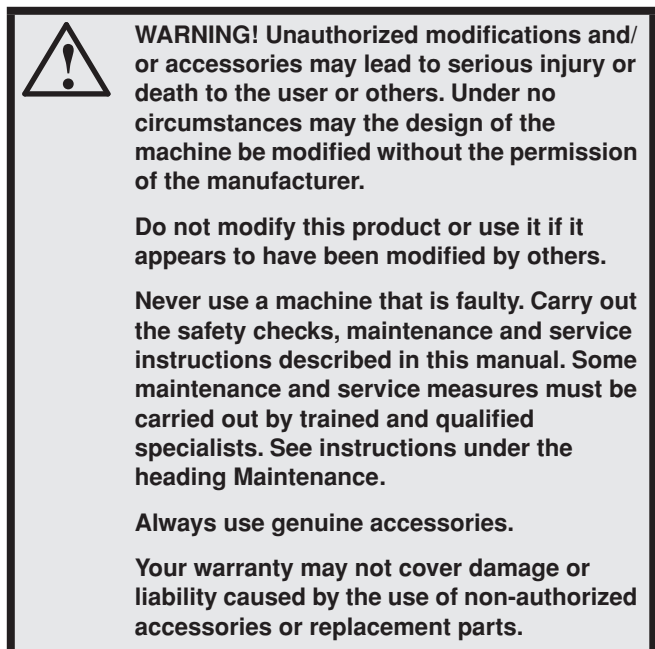 WARNING! Unauthorized modifications and/
or accessories may lead to serious injury or
death to the user or others. Under no
circumstances may the design of the
machine be modified without the permission
of the manufacturer.
Do not modify this product or use it if it
appears to have been modified by others.
Never use a machine that is faulty. Carry out
the safety checks, maintenance and service
instructions described in this manual. Some
maintenance and service measures must be
carried out by trained and qualified
specialists. See instructions under the
heading Maintenance.
Always use genuine accessories.
Your warranty may not cover damage or
liability caused by the use of non-authorized
accessories or replacement parts.